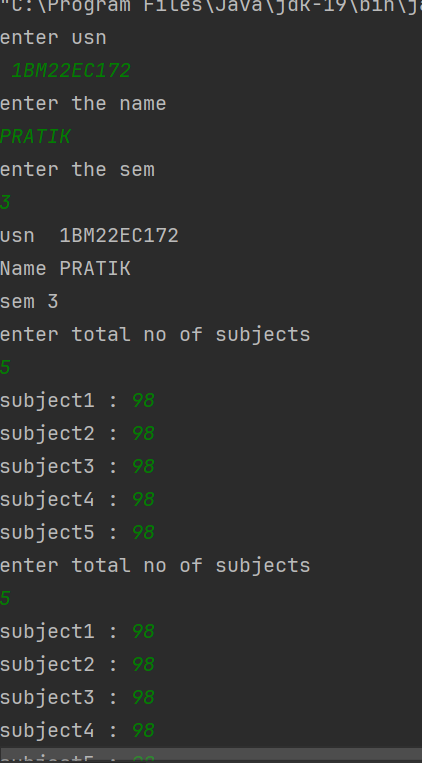 "C:\Program Files\Java\jdk-19\bin\ja
enter usn
1BM22EC172
enter the name
PRATIK
enter the sem
3
usn  1BM22EC172
Name PRATIK
sem 3
enter total no of subjects
5
subject1 : 98
subject2 : 98
subject3 : 98
subject4 : 98
subject5 : 98
enter total no of subjects
5
subject1 : 98
subject2 : 98
subject3 : 98
subject4 : 98
subject5 : 98